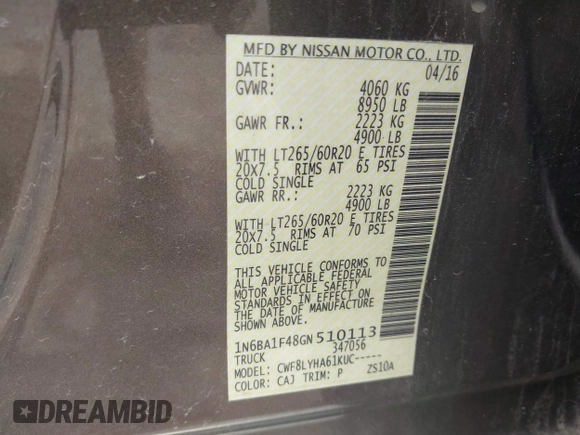 MFD BY NISSAN MOTOR CO., LTD.
DATE: 04/16
GVWR: 4060 KG
8950 LB
GAWR FR.: 2223 KG
4900 LB
WITH LT265/60R20 E TIRES
20X7.5 RIMS AT 65 PSI
COLD SINGLE
GAWR RR.: 2223 KG
4900 LB
WITH LT265/60R20 E TIRES
20X7.5 RIMS AT 70 PSI
COLD SINGLE
THIS VEHICLE CONFORMS TO
ALL APPLICABLE FEDERAL
MOTOR VEHICLE SAFETY
STANDARDS IN EFFECT ON
THE DATE OF MANUFACTURE
SHOWN ABOVE.
1N6BA1F48GN510113
TRUCK 347056
MODEL: CWF8LYHA61KUC-----
COLOR: CAJ TRIM: P ZS10A
DREAMBID